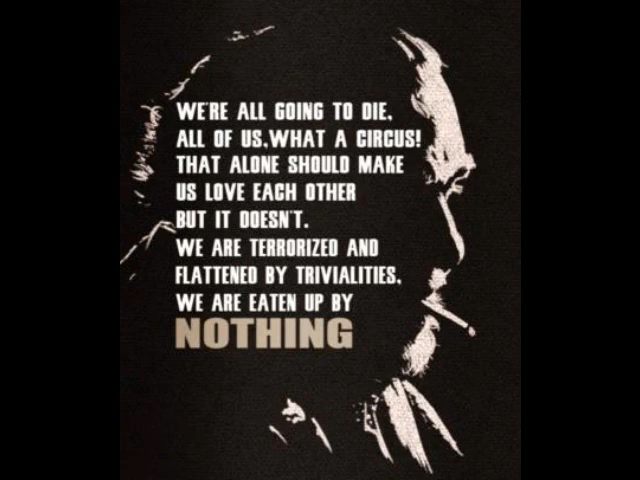 WE'RE ALL GOING TO DIE,
ALL OF US,WHAT A CIRCUS!
THAT ALONE SHOULD MAKE
US LOVE EACH OTHER
BUT IT DOESN'T.
WE ARE TERRORIZED AND
FLATTENED BY TRIVIALITIES,
WE ARE EATEN UP BY
NOTHING